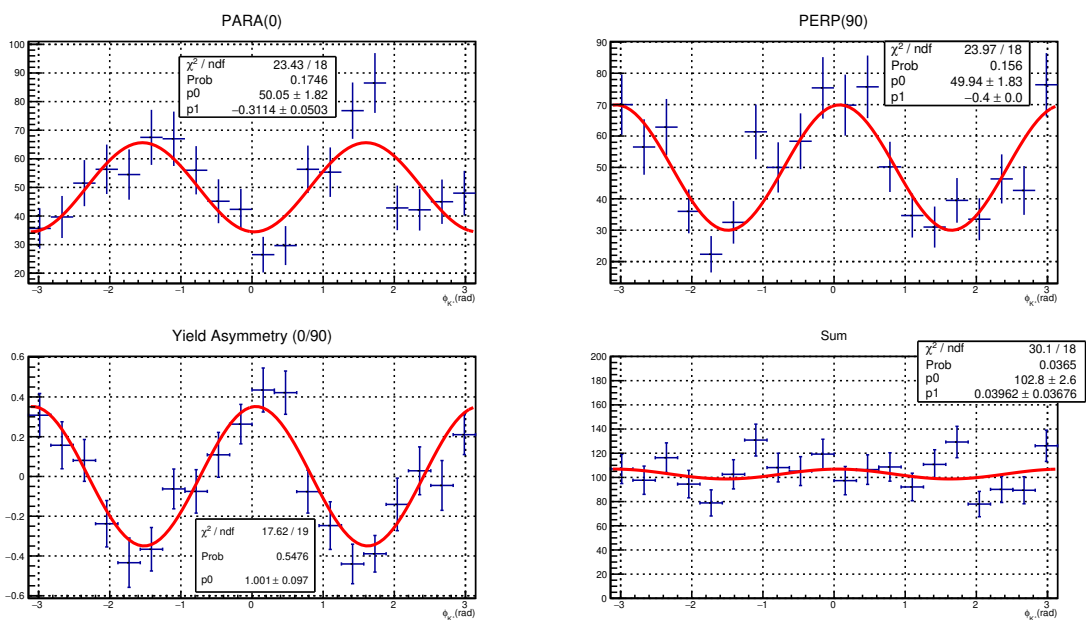 PARA(0)
χ² / ndf 23.43 / 18
Prob 0.1746
p0 50.05 ± 1.82
p1 −0.3114 ± 0.0503
100
90
80
70
60
50
40
30
20
−3 −2 −1 0 1 2 3
ϕK⁺(rad)
PERP(90)
χ² / ndf 23.97 / 18
Prob 0.156
p0 49.94 ± 1.83
p1 −0.4 ± 0.0
90
80
70
60
50
40
30
20
−3 −2 −1 0 1 2 3
ϕK⁺(rad)
Yield Asymmetry (0/90)
0.6
0.4
0.2
0
−0.2
−0.4
−0.6
χ² / ndf 17.62 / 19
Prob 0.5476
p0 1.001 ± 0.097
−3 −2 −1 0 1 2 3
ϕK⁺(rad)
Sum
χ² / ndf 30.1 / 18
Prob 0.0365
p0 102.8 ± 2.6
p1 0.03962 ± 0.03676
200
180
160
140
120
100
80
60
40
20
0
−3 −2 −1 0 1 2 3
ϕK⁺(rad)